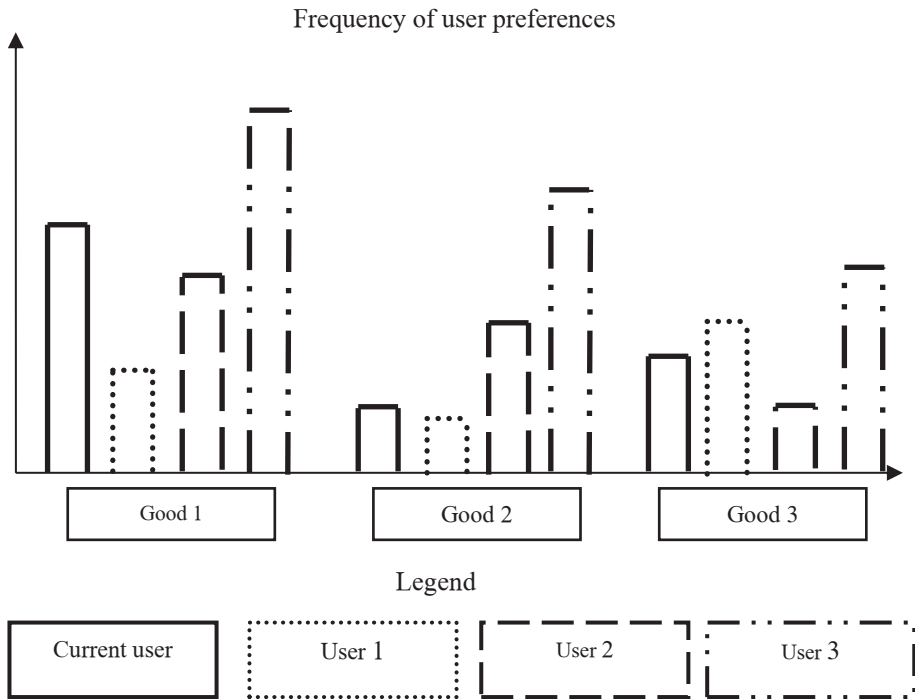 Frequency of user preferences
Good 1
Good 2
Good 3
Legend
Current user
User 1
User 2
User 3